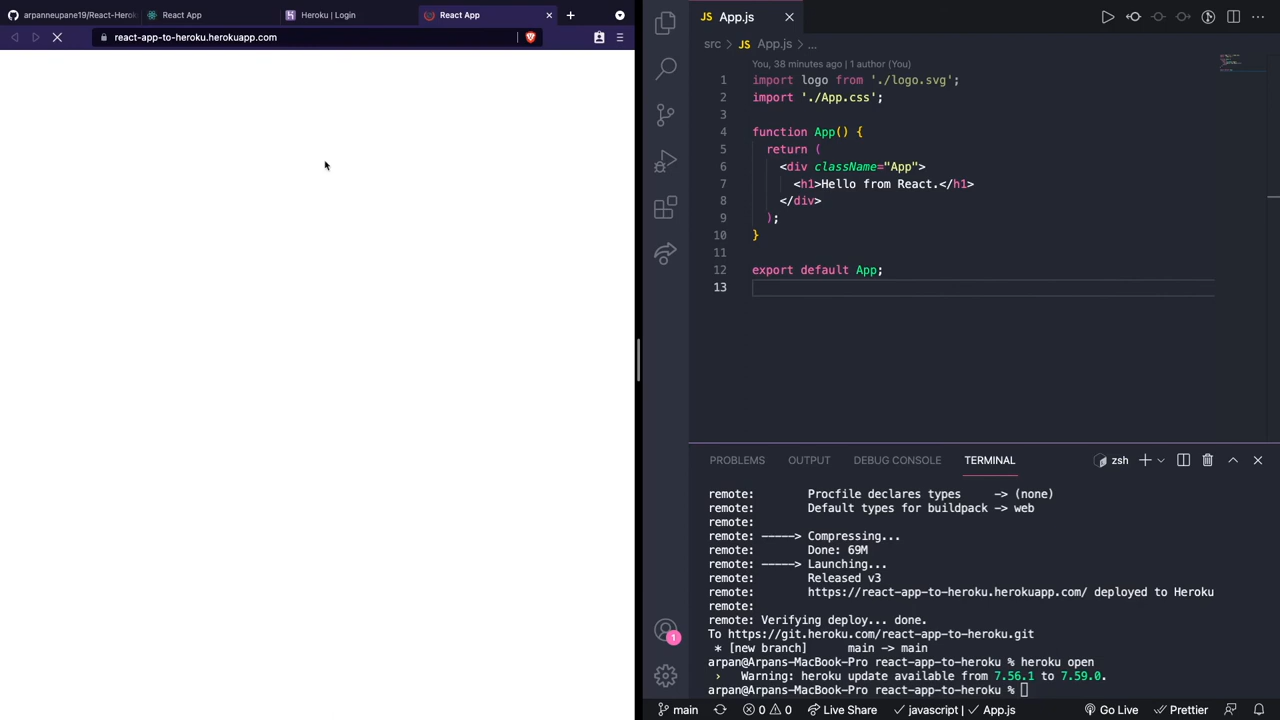 arpanneupane19/React-Herok
React App
Heroku | Login
React App
react-app-to-heroku.herokuapp.com
App.js
src > App.js > ...
You, 38 minutes ago | 1 author (You)
1 import logo from './logo.svg';
2 import './App.css';
3
4 function App() {
5 return (
6 <div className="App">
7 <h1>Hello from React.</h1>
8 </div>
9 );
10 }
11
12 export default App;
13
PROBLEMS OUTPUT DEBUG CONSOLE TERMINAL zsh
remote: Procfile declares types -> (none)
remote: Default types for buildpack -> web
remote:
remote: -----> Compressing...
remote: Done: 69M
remote: -----> Launching...
remote: Released v3
remote: https://react-app-to-heroku.herokuapp.com/ deployed to Heroku
remote:
remote: Verifying deploy... done.
To https://git.heroku.com/react-app-to-heroku.git
* [new branch] main -> main
arpan@Arpans-MacBook-Pro react-app-to-heroku % heroku open
› Warning: heroku update available from 7.56.1 to 7.59.0.
arpan@Arpans-MacBook-Pro react-app-to-heroku %
1
main 0 0 Live Share javascript | App.js Go Live Prettier